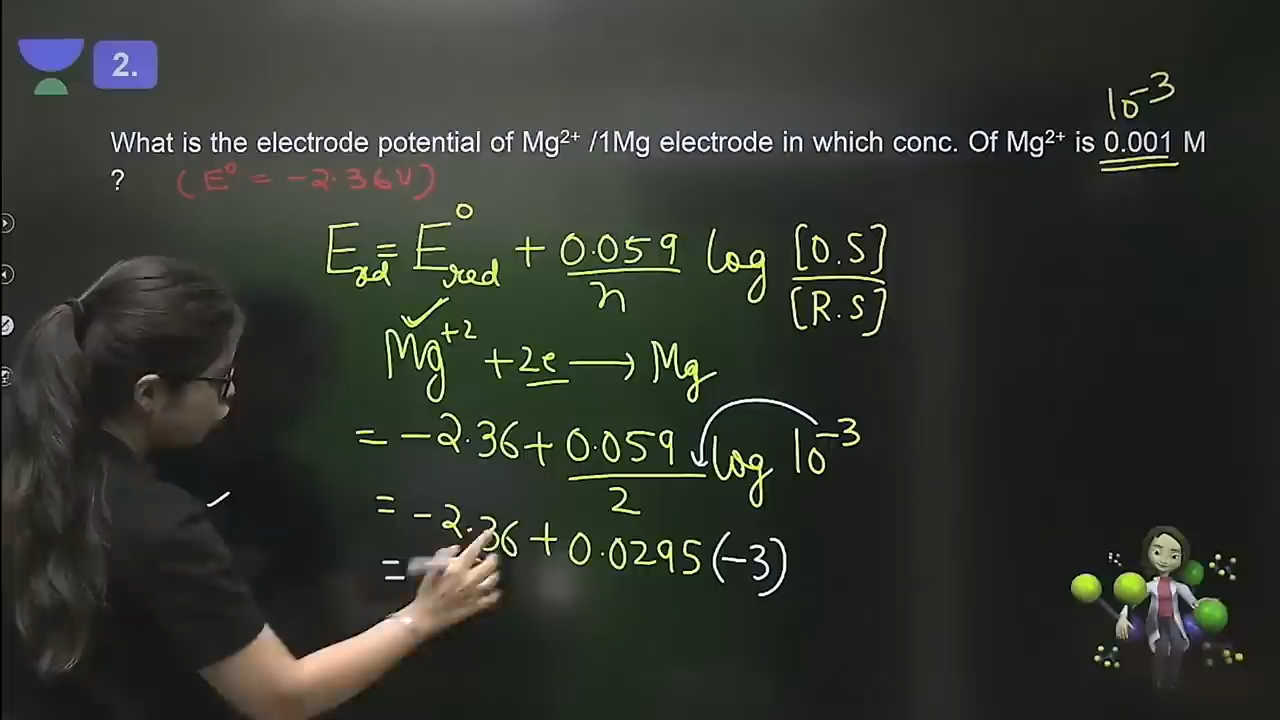 2.
10⁻³
What is the electrode potential of Mg²⁺ /1Mg electrode in which conc. Of Mg²⁺ is 0.001 M
? (E° = -2.36V)
E red = E° red + 0.059/n log [O.S]/[R.S]
Mg⁺² + 2e ⟶ Mg
= -2.36 + 0.059/2 log 10⁻³
= -2.36 + 0.0295 (-3)
=